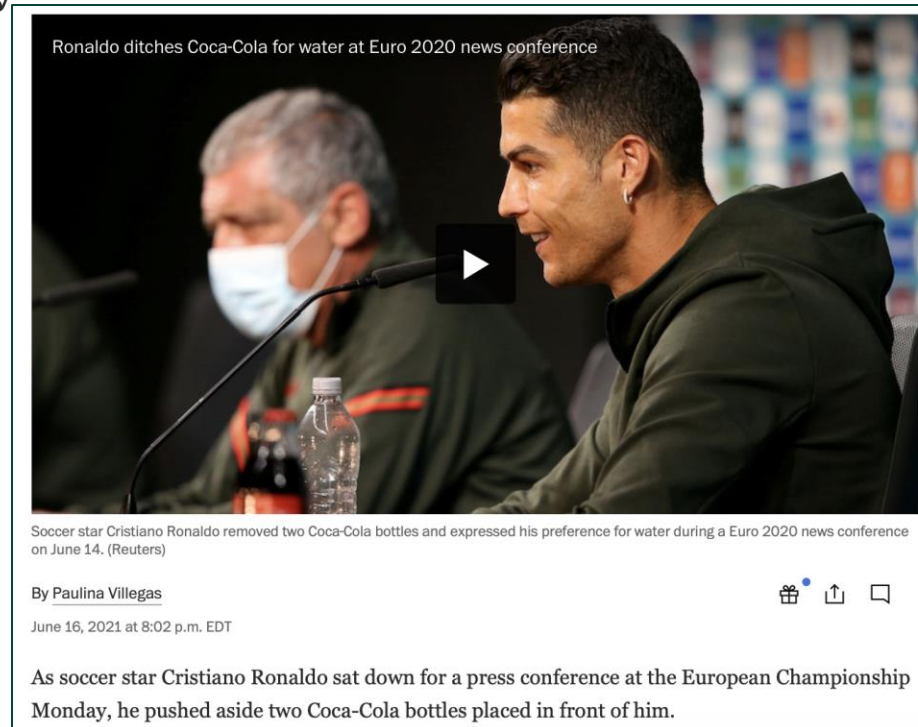 Ronaldo ditches Coca-Cola for water at Euro 2020 news conference
Soccer star Cristiano Ronaldo removed two Coca-Cola bottles and expressed his preference for water during a Euro 2020 news conference
on June 14. (Reuters)
By Paulina Villegas
June 16, 2021 at 8:02 p.m. EDT
As soccer star Cristiano Ronaldo sat down for a press conference at the European Championship
Monday, he pushed aside two Coca-Cola bottles placed in front of him.